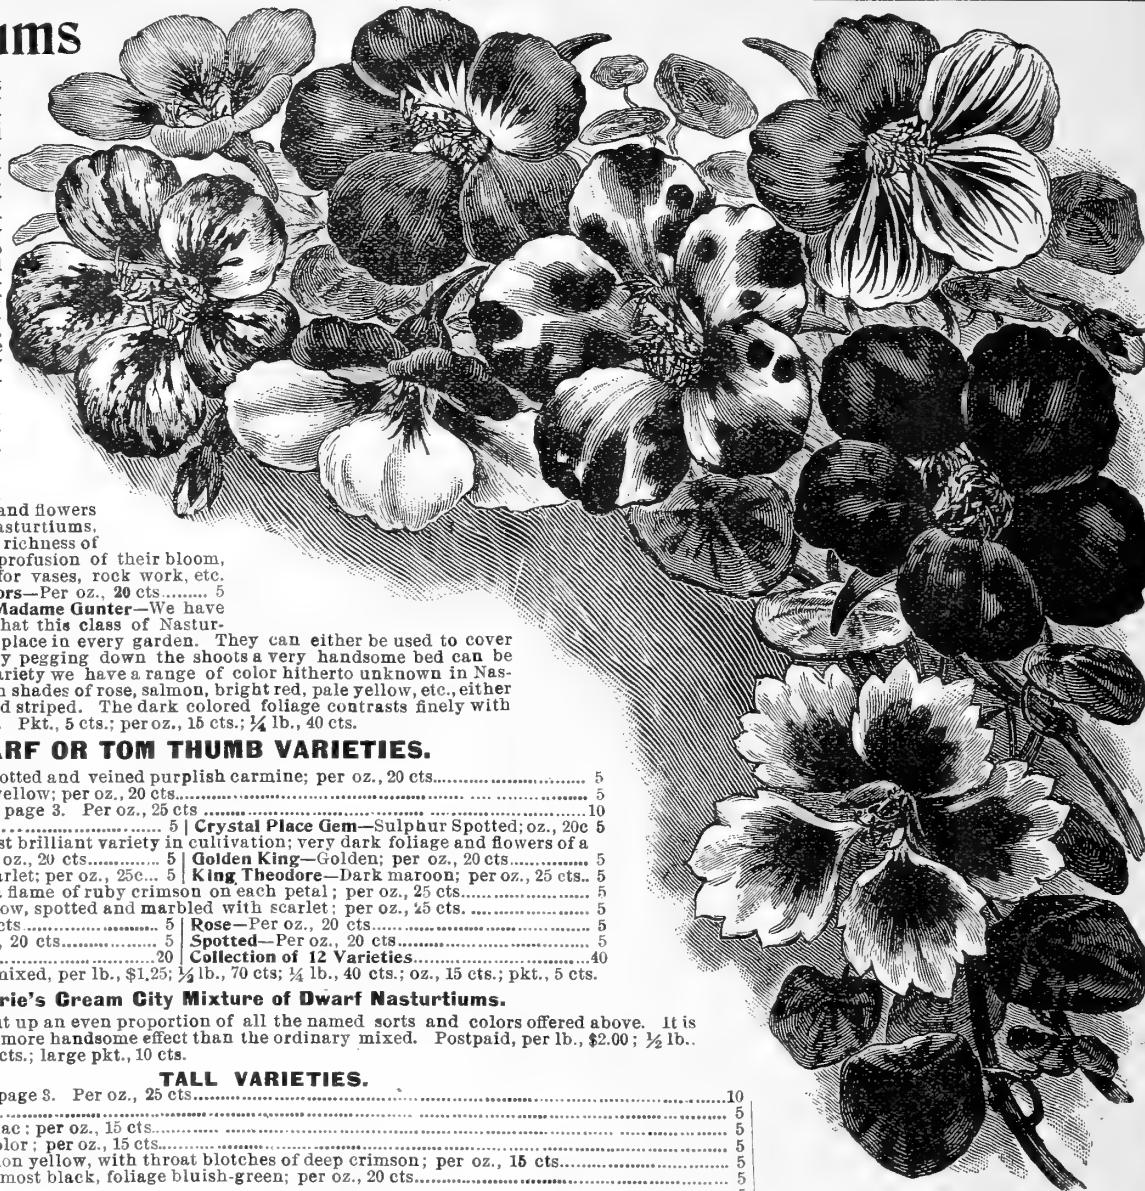 ums
and flowers
asturtiums,
richness of
profusion of their bloom,
for vases, rock work, etc.
ors—Per oz., 20 cts......... 5
Madame Gunter—We have
hat this class of Nastur-
place in every garden. They can either be used to cover
y pegging down the shoots a very handsome bed can be
ariety we have a range of color hitherto unknown in Nas-
n shades of rose, salmon, bright red, pale yellow, etc., either
d striped. The dark colored foliage contrasts finely with
. Pkt., 5 cts.; per oz., 15 cts.; ¼ lb., 40 cts.
ARF OR TOM THUMB VARIETIES.
otted and veined purplish carmine; per oz., 20 cts............ 5
yellow; per oz., 20 cts............ 5
page 3. Per oz., 25 cts ............10
............ 5 | Crystal Place Gem—Sulphur Spotted; oz., 20c 5
st brilliant variety in cultivation; very dark foliage and flowers of a
oz., 20 cts............ 5 | Golden King—Golden; per oz., 20 cts............ 5
arlet; per oz., 25c... 5 | King Theodore—Dark maroon; per oz., 25 cts.. 5
flame of ruby crimson on each petal; per oz., 25 cts............ 5
ow, spotted and marbled with scarlet; per oz., 25 cts. ............ 5
cts............ 5 | Rose—Per oz., 20 cts............ 5
, 20 cts............ 5 | Spotted—Per oz., 20 cts............ 5
............20 | Collection of 12 Varieties............40
mixed, per lb., $1.25; ½ lb., 70 cts; ¼ lb., 40 cts.; oz., 15 cts.; pkt., 5 cts.
rie's Cream City Mixture of Dwarf Nasturtiums.
ut up an even proportion of all the named sorts and colors offered above. It is
more handsome effect than the ordinary mixed. Postpaid, per lb., $2.00; ½ lb..
cts.; large pkt., 10 cts.
TALL VARIETIES.
page 3. Per oz., 25 cts............10
............ 5
ac; per oz., 15 cts............ 5
olor; per oz., 15 cts............ 5
on yellow, with throat blotches of deep crimson; per oz., 15 cts............ 5
most black, foliage bluish-green; per oz., 20 cts............ 5